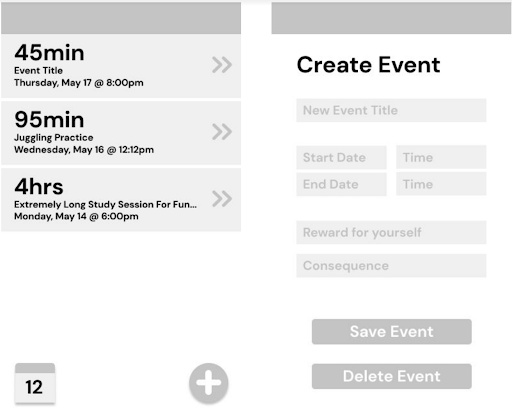 45min
Event Title
Thursday, May 17 @ 8:00pm
95min
Juggling Practice
Wednesday, May 16 @ 12:12pm
4hrs
Extremely Long Study Session For Fun...
Monday, May 14 @ 6:00pm
12
Create Event
New Event Title
Start Date Time
End Date Time
Reward for yourself
Consequence
Save Event
Delete Event